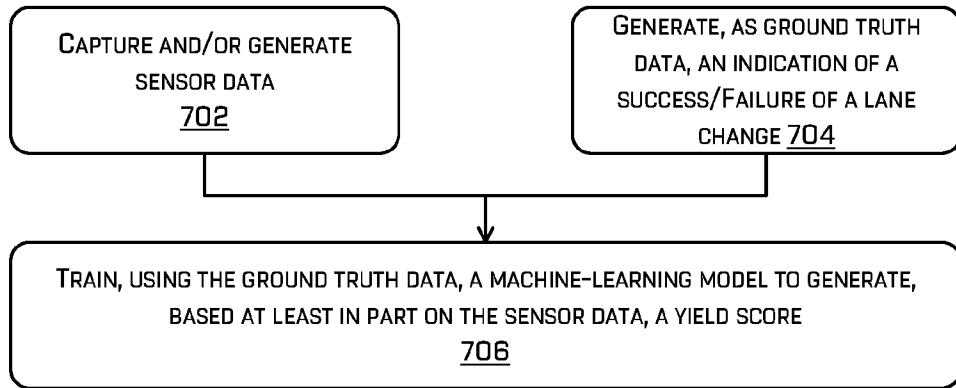 Capture and/or generate
sensor data
702
Generate, as ground truth
data, an indication of a
success/Failure of a lane
change 704
Train, using the ground truth data, a machine-learning model to generate,
based at least in part on the sensor data, a yield score
706